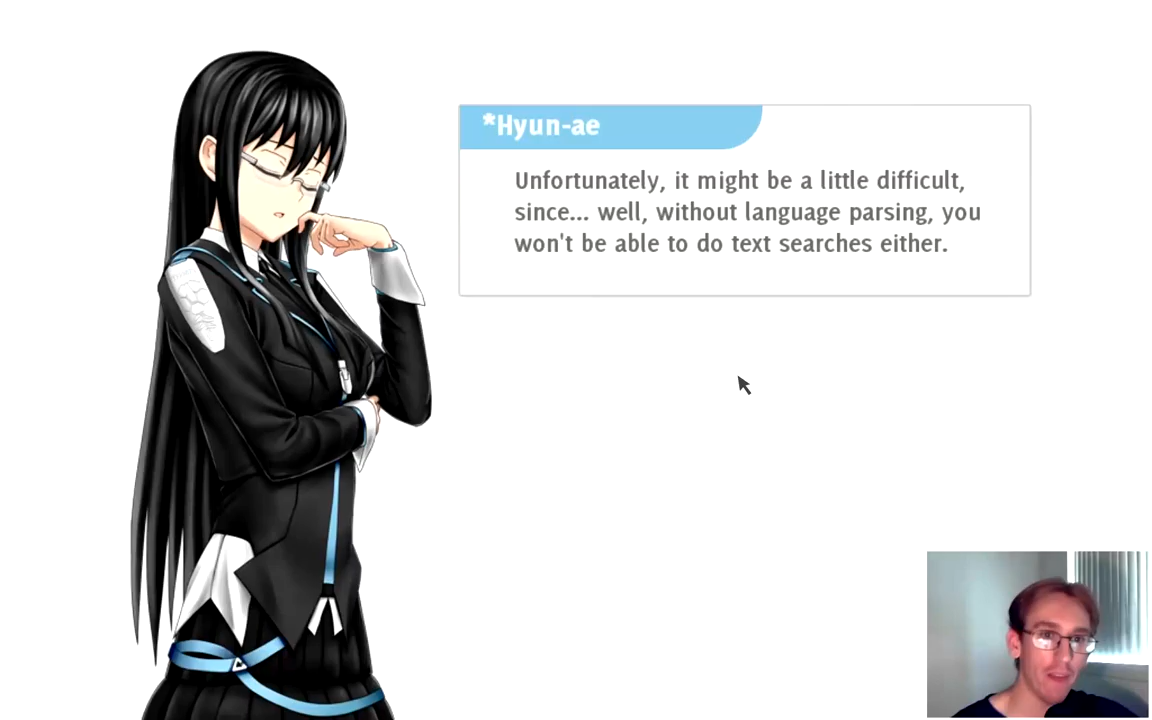 *Hyun-ae
Unfortunately, it might be a little difficult,
since... well, without language parsing, you
won't be able to do text searches either.